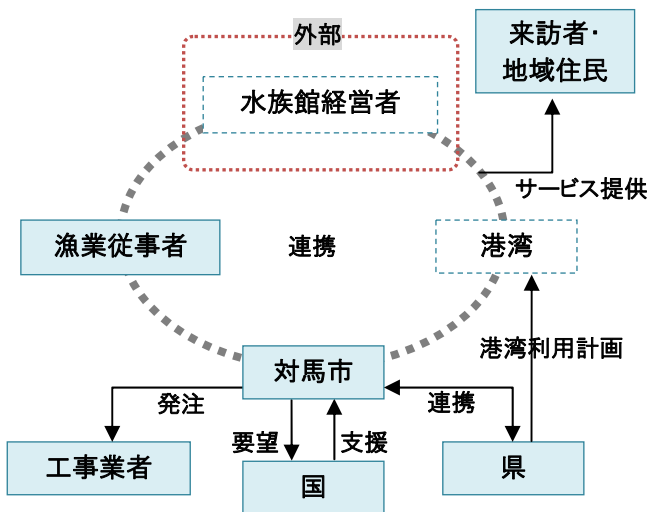 外部
来訪者・
地域住民
水族館経営者
サービス提供
漁業従事者
連携
港湾
港湾利用計画
対馬市
発注
連携
要望
支援
工事業者
国
県